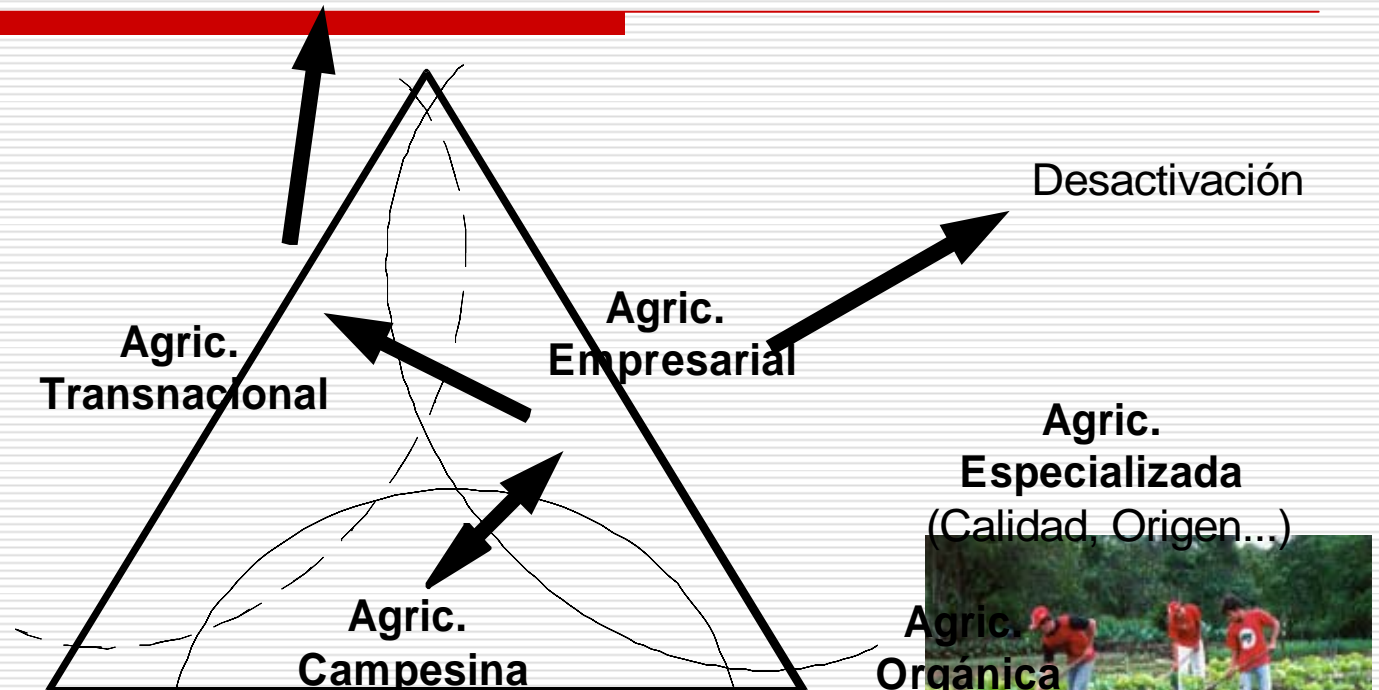 Desactivación
Agric.
Empresarial
Agric.
Transnacional
Agric.
Especializada
(Calidad, Origen...)
Agric.
Campesina
Agric.
Orgánica